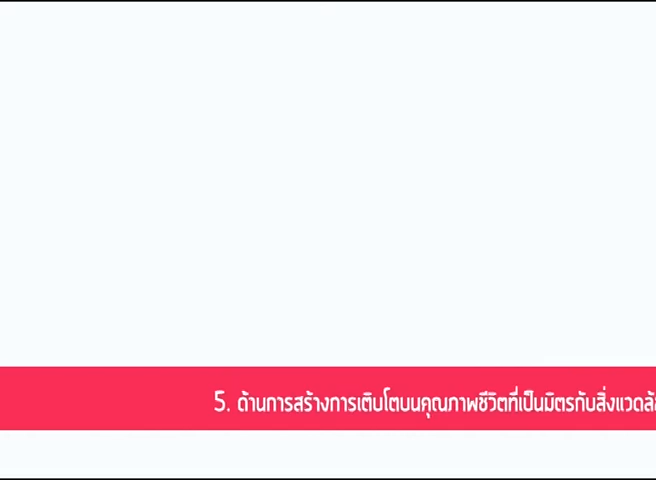 5. ด้านการสร้างการเติบโตบนคุณภาพชีวิตที่เป็นมิตรกับสิ่งแวดล้